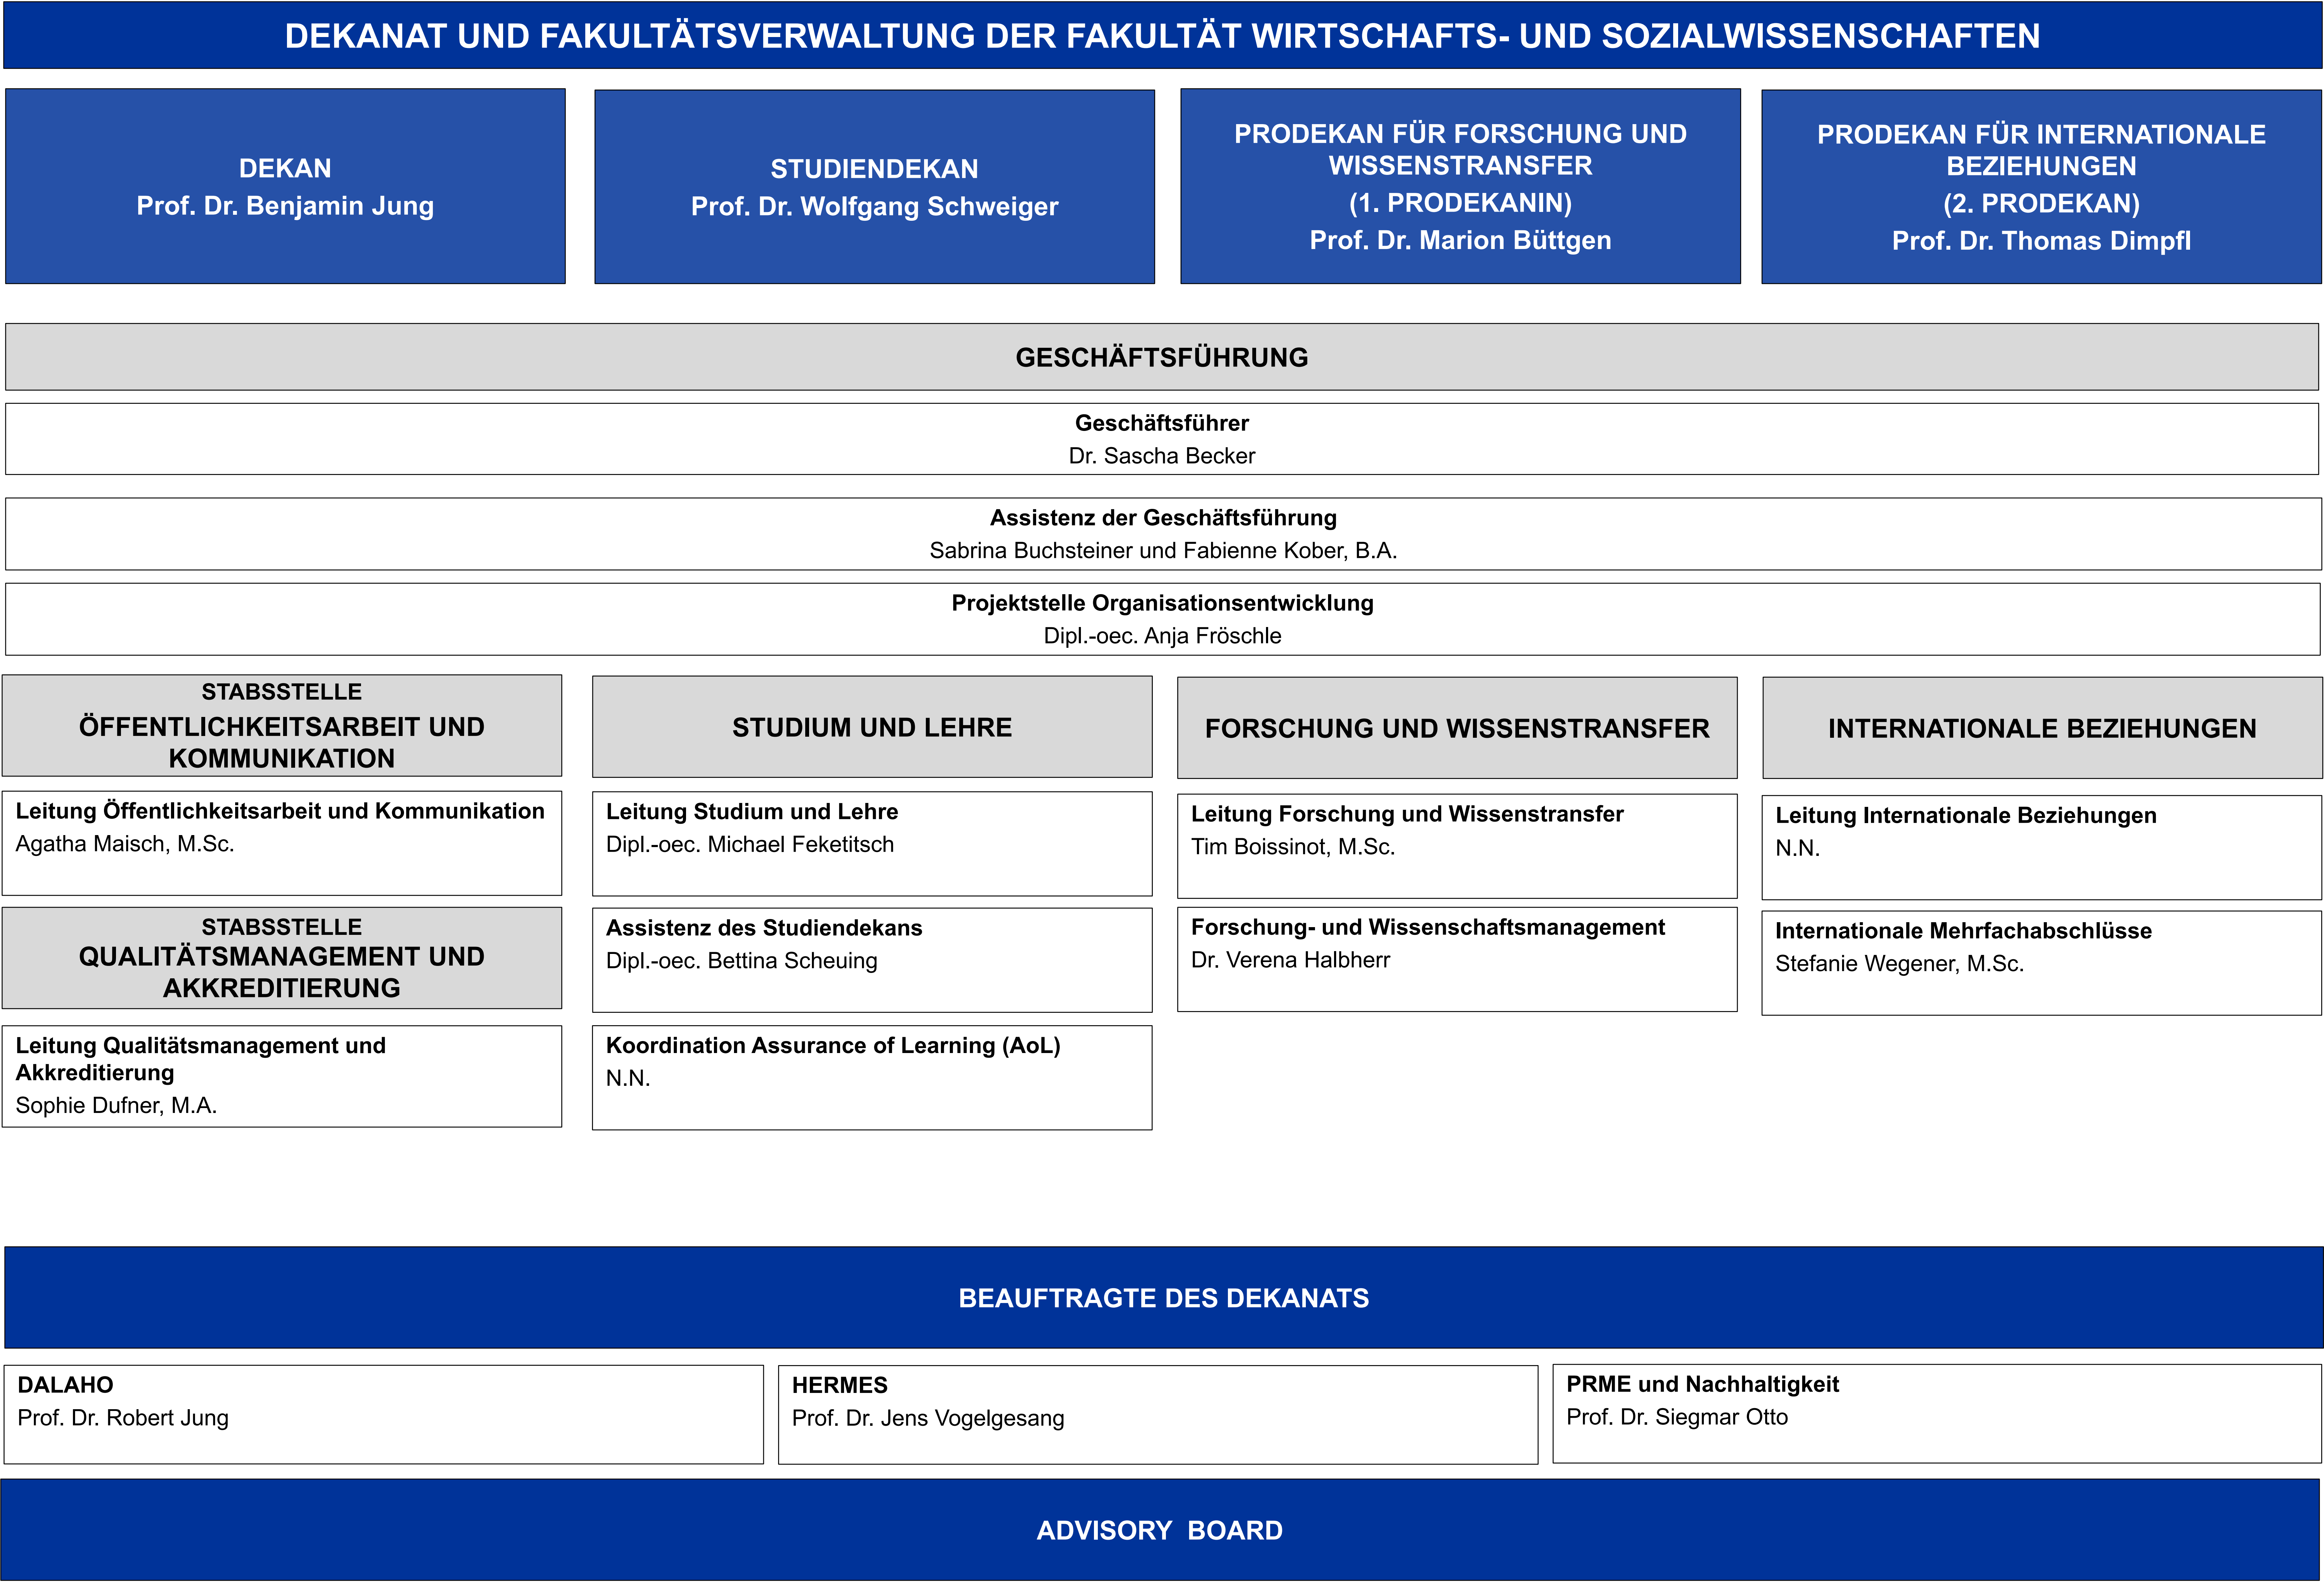 DEKANAT UND FAKULTÄTSVERWALTUNG DER FAKULTÄT WIRTSCHAFTS- UND SOZIALWISSENSCHAFTEN
DEKAN
Prof. Dr. Benjamin Jung
STUDIENDEKAN
Prof. Dr. Wolfgang Schweiger
PRODEKAN FÜR FORSCHUNG UND
WISSENSTRANSFER
(1. PRODEKANIN)
Prof. Dr. Marion Büttgen
PRODEKAN FÜR INTERNATIONALE
BEZIEHUNGEN
(2. PRODEKAN)
Prof. Dr. Thomas Dimpfl
GESCHÄFTSFÜHRUNG
Geschäftsführer
Dr. Sascha Becker
Assistenz der Geschäftsführung
Sabrina Buchsteiner und Fabienne Kober, B.A.
Projektstelle Organisationsentwicklung
Dipl.-oec. Anja Fröschle
STABSSTELLE
ÖFFENTLICHKEITSARBEIT UND
KOMMUNIKATION
Leitung Öffentlichkeitsarbeit und Kommunikation
Agatha Maisch, M.Sc.
STABSSTELLE
QUALITÄTSMANAGEMENT UND
AKKREDITIERUNG
Leitung Qualitätsmanagement und
Akkreditierung
Sophie Dufner, M.A.
STUDIUM UND LEHRE
Leitung Studium und Lehre
Dipl.-oec. Michael Feketitsch
Assistenz des Studiendekans
Dipl.-oec. Bettina Scheuing
Koordination Assurance of Learning (AoL)
N.N.
FORSCHUNG UND WISSENSTRANSFER
Leitung Forschung und Wissenstransfer
Tim Boissinot, M.Sc.
Forschung- und Wissenschaftsmanagement
Dr. Verena Halbherr
INTERNATIONALE BEZIEHUNGEN
Leitung Internationale Beziehungen
N.N.
Internationale Mehrfachabschlüsse
Stefanie Wegener, M.Sc.
BEAUFTRAGTE DES DEKANATS
DALAHO
Prof. Dr. Robert Jung
HERMES
Prof. Dr. Jens Vogelgesang
PRME und Nachhaltigkeit
Prof. Dr. Siegmar Otto
ADVISORY BOARD